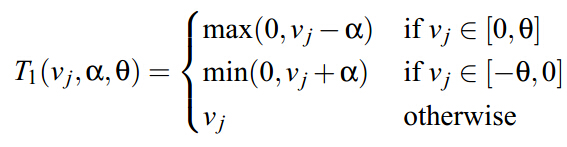 max(0, v_j − α) if v_j ∈ [0, θ]
T_1(v_j, α, θ) = { min(0, v_j + α) if v_j ∈ [−θ, 0]
v_j otherwise